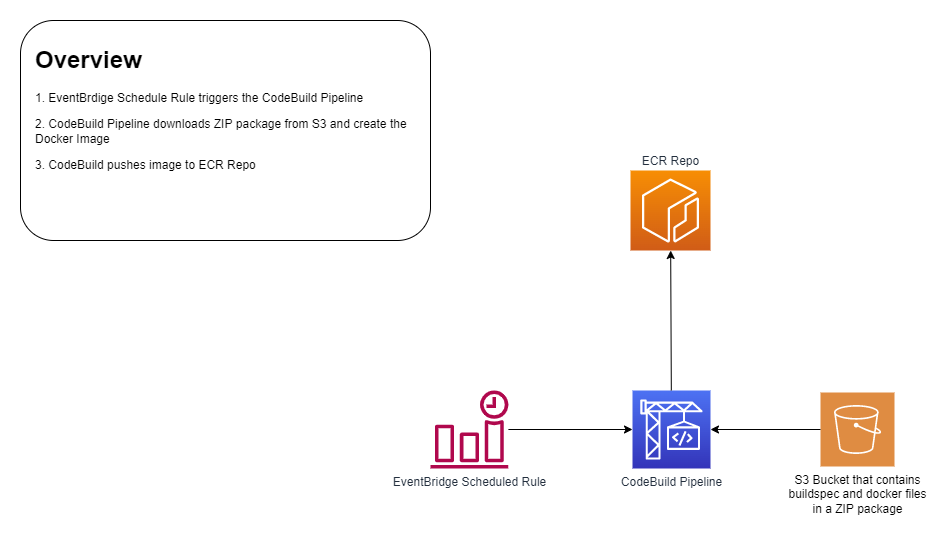 Overview
1. EventBrdige Schedule Rule triggers the CodeBuild Pipeline
2. CodeBuild Pipeline downloads ZIP package from S3 and create the
Docker Image
3. CodeBuild pushes image to ECR Repo
ECR Repo
EventBridge Scheduled Rule
CodeBuild Pipeline
S3 Bucket that contains
buildspec and docker files
in a ZIP package